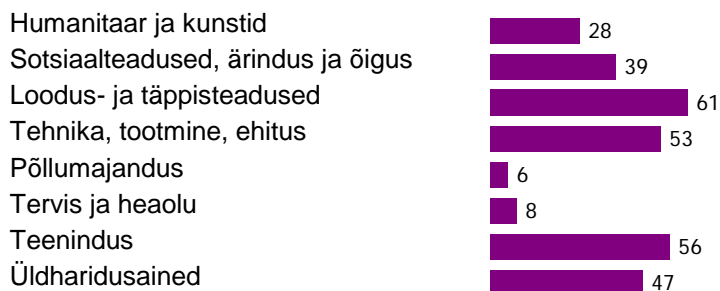 Humanitaar ja kunstid 28
Sotsiaalteadused, ärindus ja õigus 39
Loodus- ja täppisteadused 61
Tehnika, tootmine, ehitus 53
Põllumajandus 6
Tervis ja heaolu 8
Teenindus 56
Üldharidusained 47